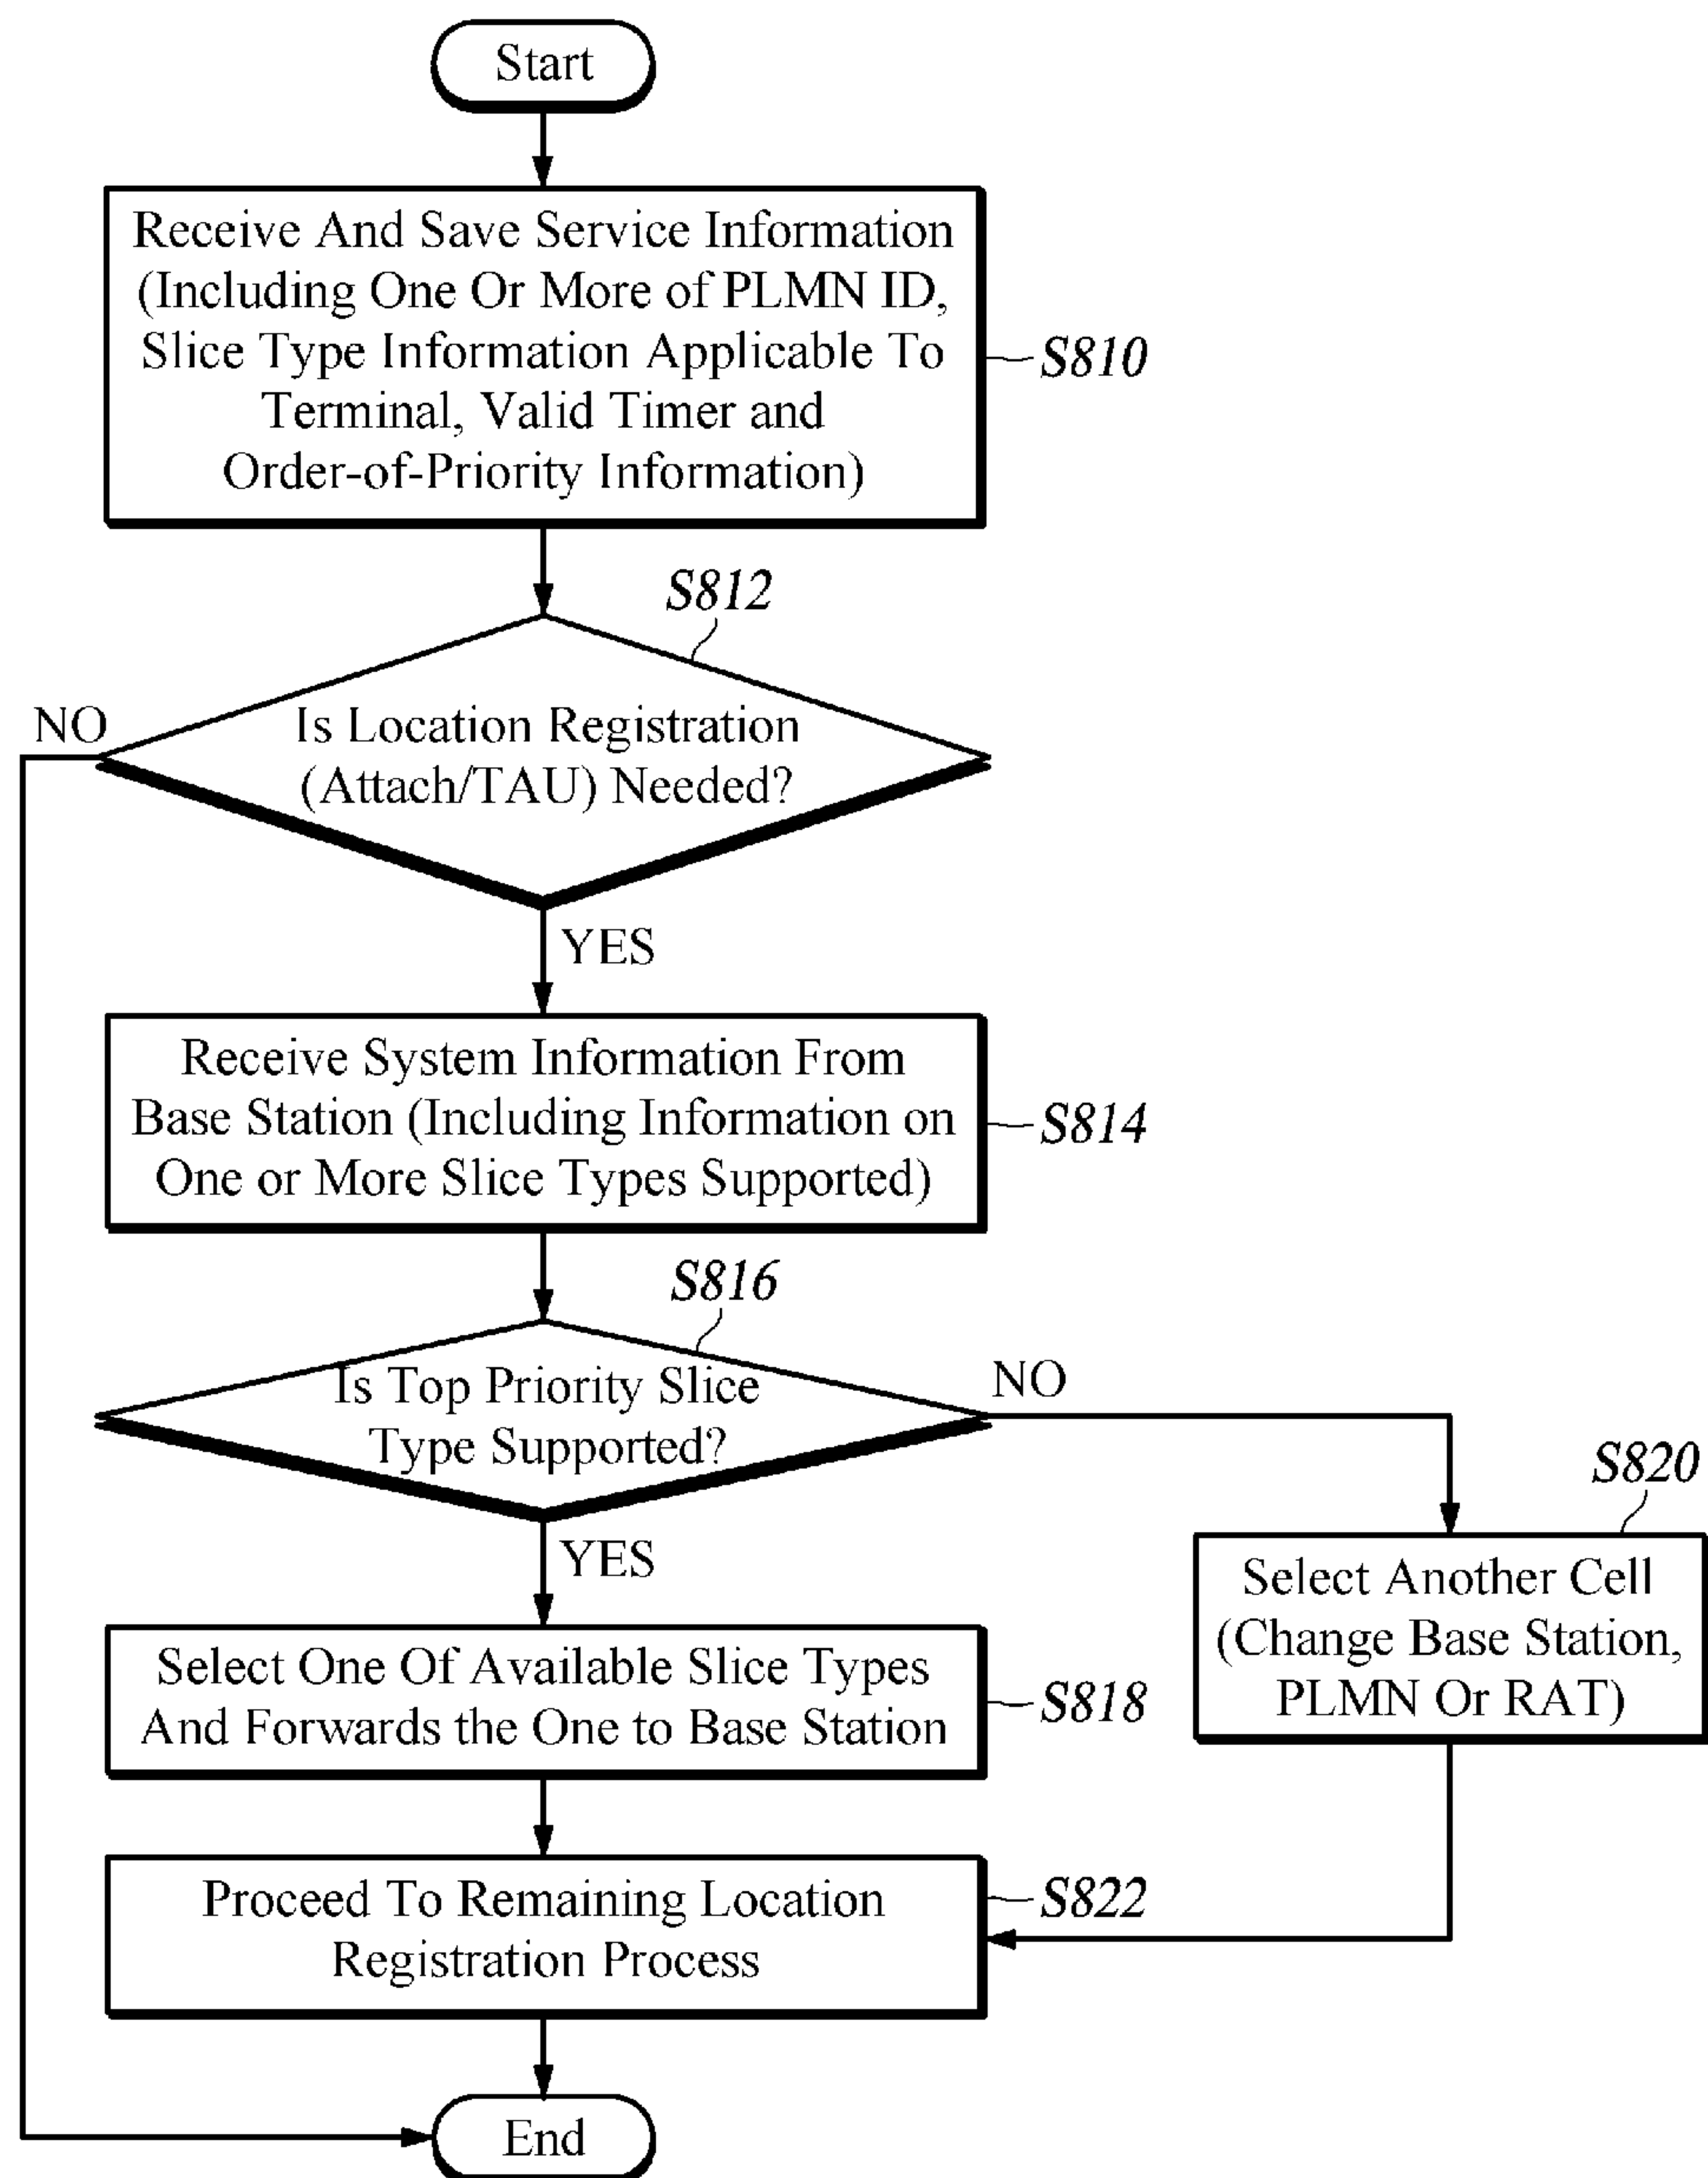 Start
Receive And Save Service Information
(Including One Or More of PLMN ID,
Slice Type Information Applicable To
Terminal, Valid Timer and
Order-of-Priority Information)
S810
S812
NO
Is Location Registration
(Attach/TAU) Needed?
YES
Receive System Information From
Base Station (Including Information on
One or More Slice Types Supported)
S814
S816
Is Top Priority Slice
Type Supported?
NO
YES
S820
Select Another Cell
(Change Base Station,
PLMN Or RAT)
Select One Of Available Slice Types
And Forwards the One to Base Station
S818
Proceed To Remaining Location
Registration Process
S822
End